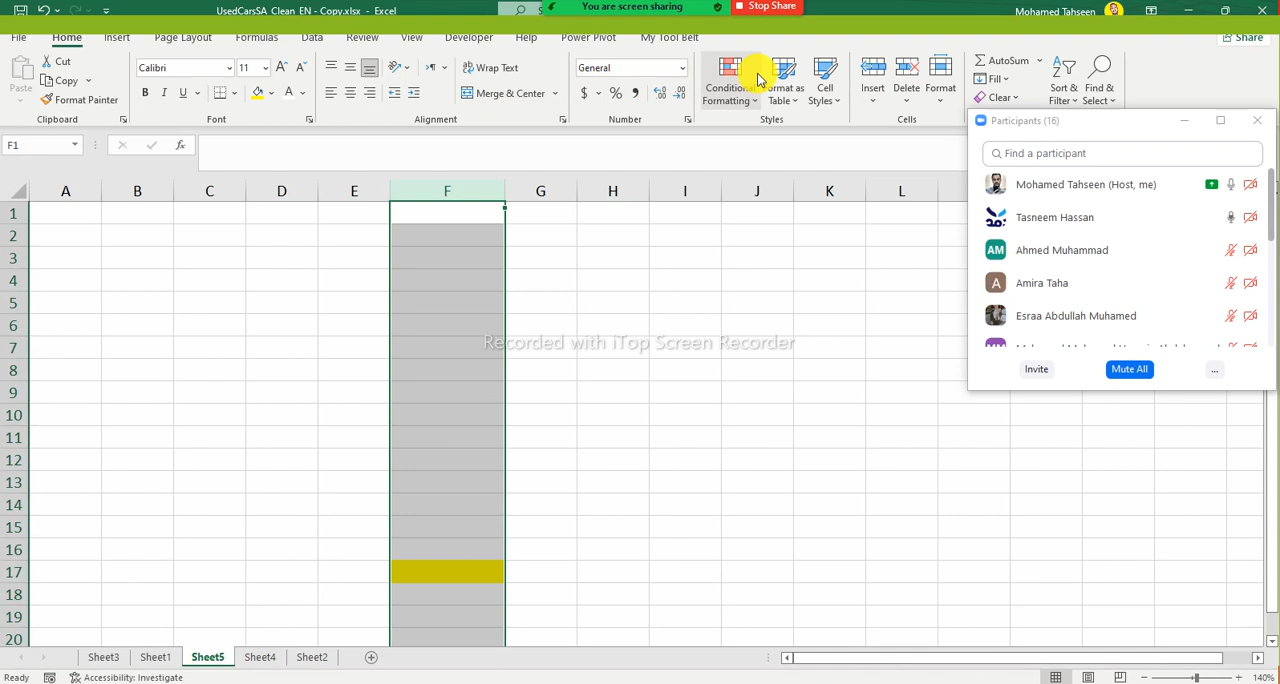 UsedCarsSA_Clean_EN - Copy.xlsx - Excel
You are screen sharing
Stop Share
Mohamed Tahseen
File Home Insert Page Layout Formulas Data Review View Developer Help Power Pivot My Tool Belt
Share
Paste
Cut
Copy
Format Painter
Clipboard
Calibri 11
B I U
Font
Wrap Text
Merge & Center
Alignment
General
$ %
Number
Conditional Formatting
Format as Table
Cell Styles
Styles
Insert Delete Format
Cells
AutoSum
Fill
Clear
Sort & Filter
Find & Select
F1
fx
Participants (16)
Find a participant
Mohamed Tahseen (Host, me)
Tasneem Hassan
AM Ahmed Muhammad
A Amira Taha
Esraa Abdullah Muhamed
Invite
Mute All
...
A B C D E F G H I J K L
1
2
3
4
5
6
7
8
9
10
11
12
13
14
15
16
17
18
19
20
Recorded with iTop Screen Recorder
Sheet3 Sheet1 Sheet5 Sheet4 Sheet2
Ready
Accessibility: Investigate
140%